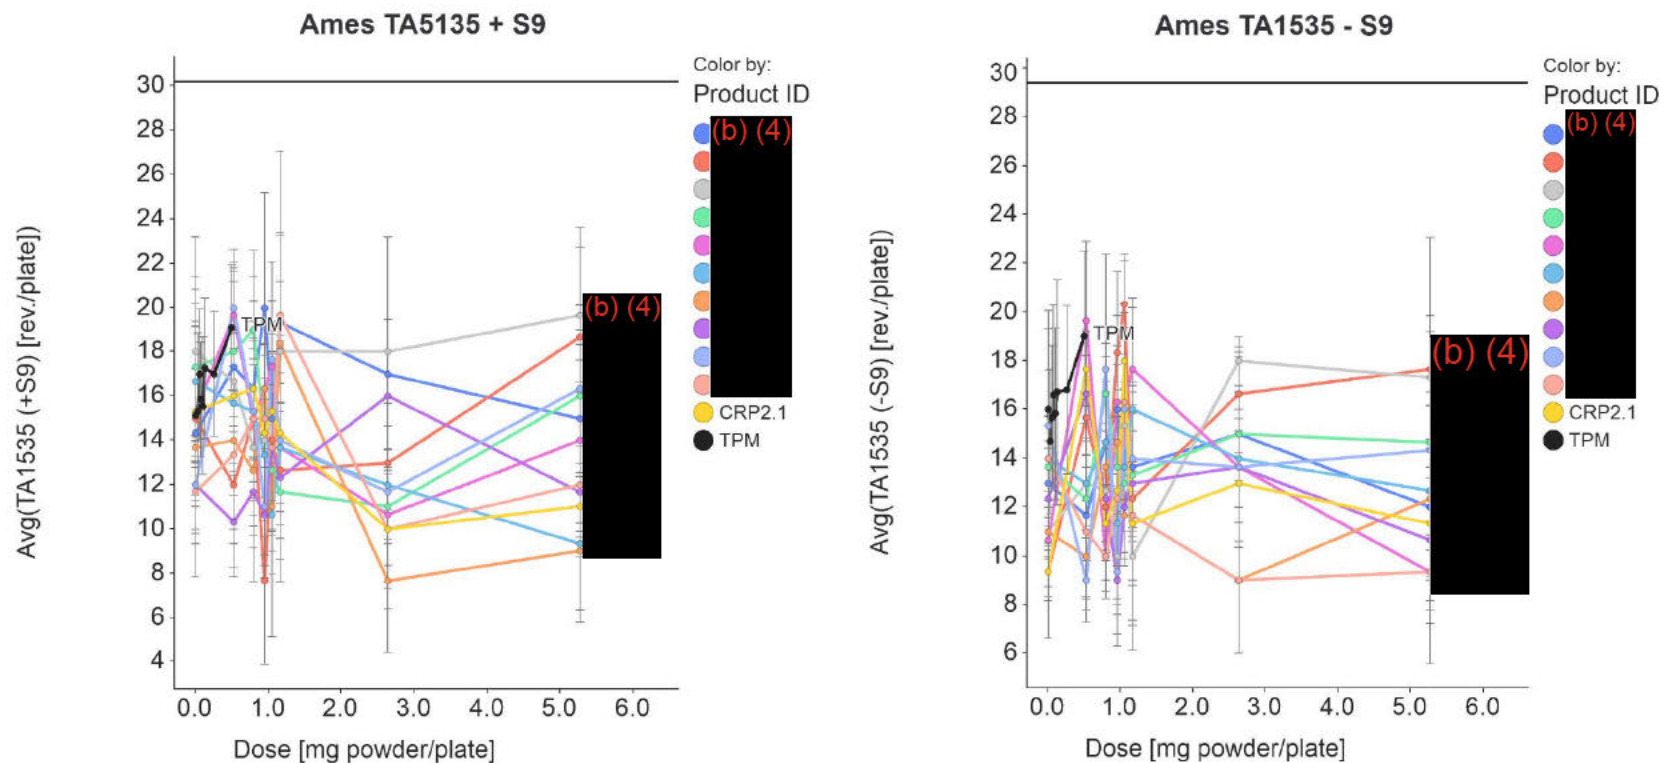 Ames TA5135 + S9
Avg(TA1535 (+S9) [rev./plate])
30
28
26
24
22
20
18
16
14
12
10
8
6
4
TPM
(b) (4)
0.0 1.0 2.0 3.0 4.0 5.0 6.0
Dose [mg powder/plate]
Color by:
Product ID
(b) (4)
CRP2.1
TPM
Ames TA1535 - S9
Avg(TA1535 (-S9) [rev./plate])
30
28
26
24
22
20
18
16
14
12
10
8
6
TPM
(b) (4)
0.0 1.0 2.0 3.0 4.0 5.0 6.0
Dose [mg powder/plate]
Color by:
Product ID
(b) (4)
CRP2.1
TPM